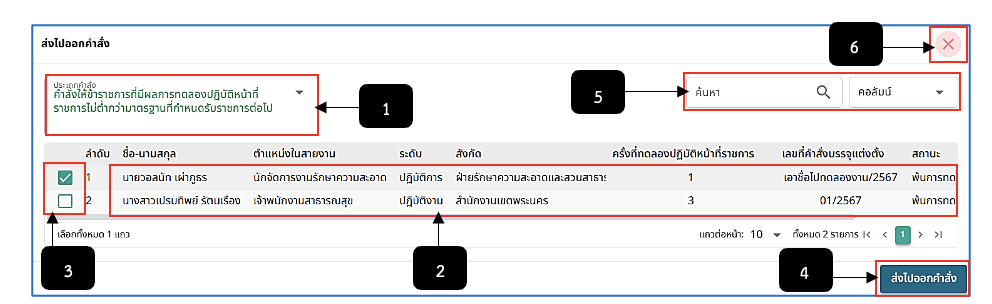 ส่งไปออกคำสั่ง
6
ประเภทคำสั่ง
คำสั่งให้ข้าราชการที่มีผลการทดลองปฏิบัติหน้าที่
ราชการไม่ต่ำกว่ามาตรฐานที่กำหนดรับราชการต่อไป
1
5
ค้นหา
คอลัมน์
ลำดับ ชื่อ-นามสกุล ตำแหน่งในสายงาน ระดับ สังกัด ครั้งที่ทดลองปฏิบัติหน้าที่ราชการ เลขที่คำสั่งบรรจุแต่งตั้ง สถานะ
1 นายวอลนัท เผ่าภูธร นักจัดการงานรักษาความสะอาด ปฏิบัติการ ฝ่ายรักษาความสะอาดและสวนสาธาร 1 เอาชื่อไปทดลองงาน/2567 พ้นการทด
2 นางสาวเปรมทิพย์ รัตนเรือง เจ้าพนักงานสาธารณสุข ปฏิบัติงาน สำนักงานเขตพระนคร 3 01/2567 พ้นการทด
เลือกทั้งหมด 1 แถว
แถวต่อหน้า: 10 ทั้งหมด 2 รายการ 1
3
2
4
ส่งไปออกคำสั่ง